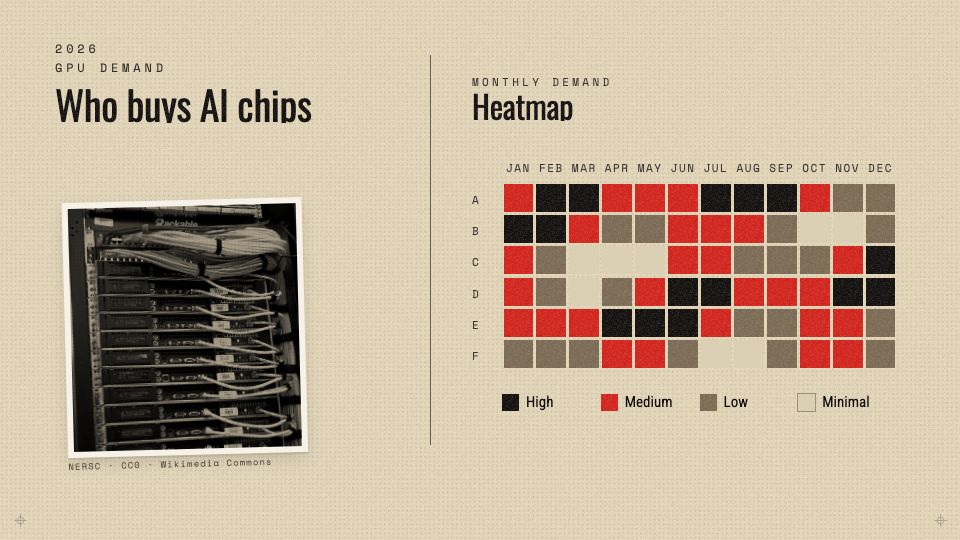 2026
GPU DEMAND
Who buys AI chips
Rackable
NERSC · CC0 · Wikimedia Commons
MONTHLY DEMAND
Heatmap
JAN FEB MAR APR MAY JUN JUL AUG SEP OCT NOV DEC
A
B
C
D
E
F
High Medium Low Minimal